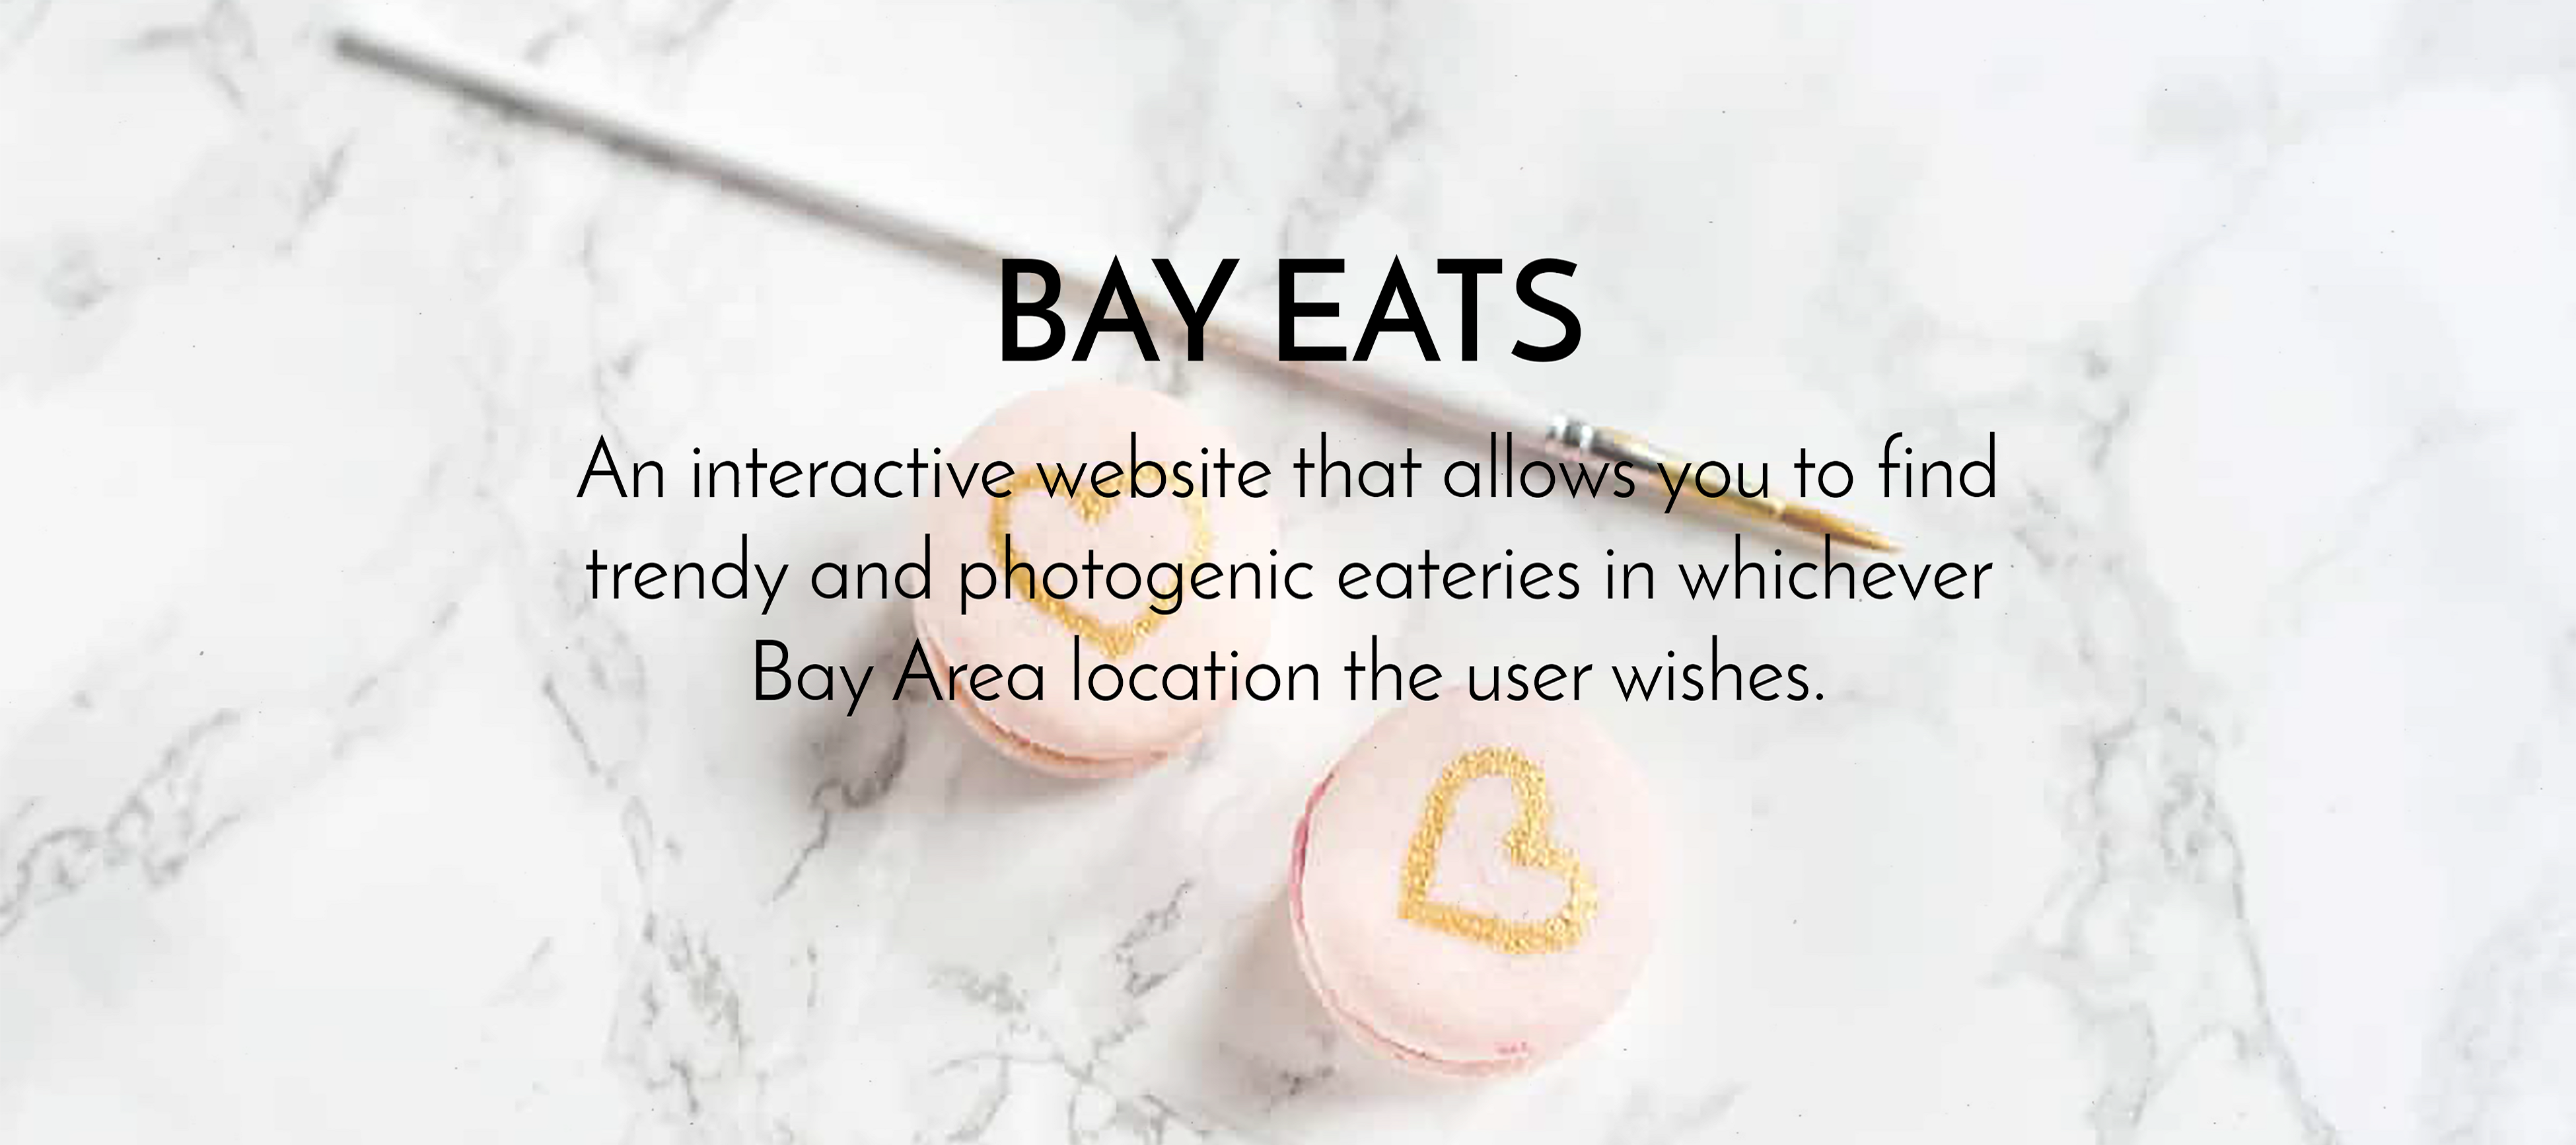 BAY EATS
An interactive website that allows you to find
trendy and photogenic eateries in whichever
Bay Area location the user wishes.